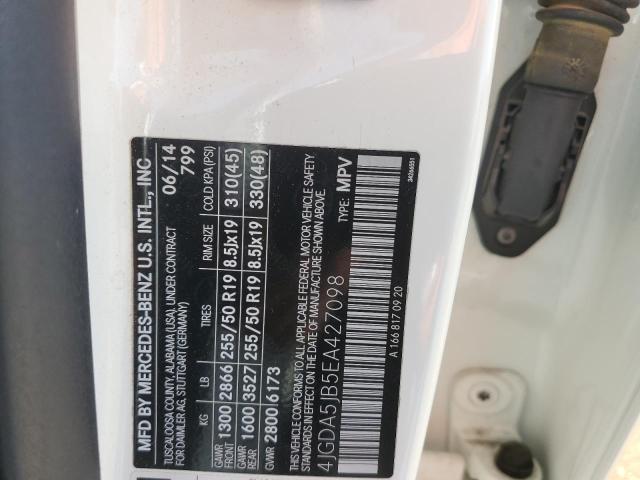 MFD BY MERCEDES-BENZ U.S. INTL., INC
TUSCALOOSA COUNTY, ALABAMA (USA), UNDER CONTRACT
FOR DAIMLER AG, STUTTGART (GERMANY)
06/14
799
KG LB TIRES RIM SIZE COLD KPA (PSI)
GAWR FRONT 1300 2866 255/50 R19 8.5Jx19 310(45)
GAWR REAR 1600 3527 255/50 R19 8.5Jx19 330(48)
GVWR 2800 6173
THIS VEHICLE CONFORMS TO ALL APPLICABLE FEDERAL MOTOR VEHICLE SAFETY
STANDARDS IN EFFECT ON THE DATE OF MANUFACTURE SHOWN ABOVE.
4JGDA5JB5EA427098 TYPE: MPV
A 166 817 09 20